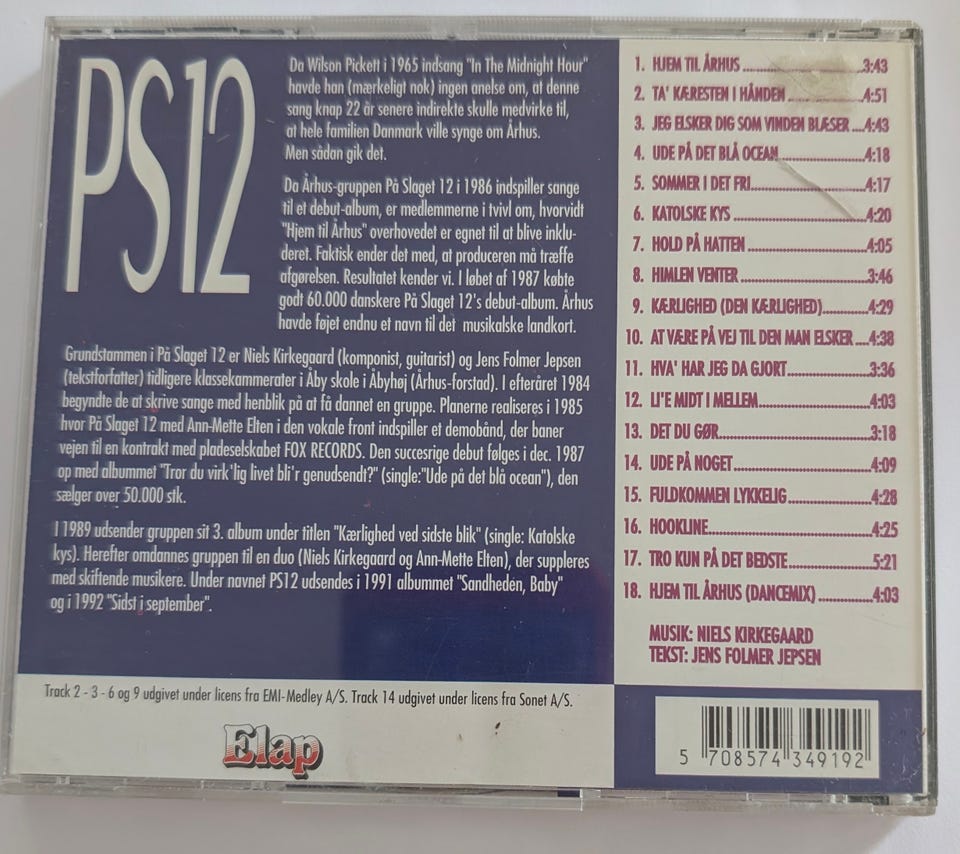 PS12
Da Wilson Pickett i 1965 indsang "In The Midnight Hour"
havde han (mærkeligt nok) ingen anelse om, at denne
sang knap 22 år senere indirekte skulle medvirke til,
at hele familien Danmark ville synge om Århus.
Men sådan gik det.
Da Århus-gruppen På Slaget 12 i 1986 indspiller sange
til et debut-album, er medlemmerne i tvivl om, hvorvidt
"Hjem til Århus" overhovedet er egnet til at blive inklu-
deret. Faktisk ender det med, at produceren må træffe
afgørelsen. Resultatet kender vi. I løbet af 1987 købte
godt 60.000 danskere På Slaget 12's debut-album. Århus
havde føjet endnu et navn til det musikalske landkort.
Grundstammen i På Slaget 12 er Niels Kirkegaard (komponist, guitarist) og Jens Folmer Jepsen
(tekstforfatter) tidligere klassekammerater i Åby skole i Åbyhøj (Århus-forstad). I efteråret 1984
begyndte de at skrive sange med henblik på at få dannet en gruppe. Planerne realiseres i 1985
hvor På Slaget 12 med Ann-Mette Elten i den vokale front indspiller et demobånd, der baner
vejen til en kontrakt med pladeselskabet FOX RECORDS. Den succesrige debut følges i dec. 1987
op med albummet "Tror du virk'lig livet bli'r genudsendt?" (single:"Ude på det blå ocean"), den
sælger over 50.000 stk.
I 1989 udsender gruppen sit 3. album under titlen "Kærlighed ved sidste blik" (single: Katolske
kys). Herefter omdannes gruppen til en duo (Niels Kirkegaard og Ann-Mette Elten), der suppleres
med skiftende musikere. Under navnet PS12 udsendes i 1991 albummet "Sandheden, Baby"
og i 1992 "Sidst i september".
Track 2 - 3 - 6 og 9 udgivet under licens fra EMI-Medley A/S. Track 14 udgivet under licens fra Sonet A/S.
Elap
1. HJEM TIL ÅRHUS 3:43
2. TA' KÆRESTEN I HÅNDEN 4:51
3. JEG ELSKER DIG SOM VINDEN BLÆSER 4:43
4. UDE PÅ DET BLÅ OCEAN 4:18
5. SOMMER I DET FRI 4:17
6. KATOLSKE KYS 4:20
7. HOLD PÅ HATTEN 4:05
8. HIMLEN VENTER 3:46
9. KÆRLIGHED (DEN KÆRLIGHED) 4:29
10. AT VÆRE PÅ VEJ TIL DEN MAN ELSKER 4:38
11. HVA' HAR JEG DA GJORT 3:36
12. LI'E MIDT I MELLEM 4:03
13. DET DU GØR 3:18
14. UDE PÅ NOGET 4:09
15. FULDKOMMEN LYKKELIG 4:28
16. HOOKLINE 4:25
17. TRO KUN PÅ DET BEDSTE 5:21
18. HJEM TIL ÅRHUS (DANCEMIX) 4:03
MUSIK: NIELS KIRKEGAARD
TEKST: JENS FOLMER JEPSEN
5 708574 349192